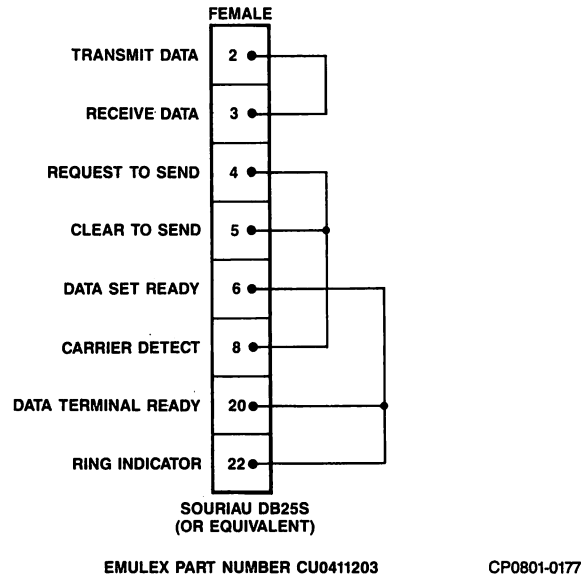 FEMALE
TRANSMIT DATA 2
RECEIVE DATA 3
REQUEST TO SEND 4
CLEAR TO SEND 5
DATA SET READY 6
CARRIER DETECT 8
DATA TERMINAL READY 20
RING INDICATOR 22
SOURIAU DB25S
(OR EQUIVALENT)
EMULEX PART NUMBER CU0411203 CP0801-0177